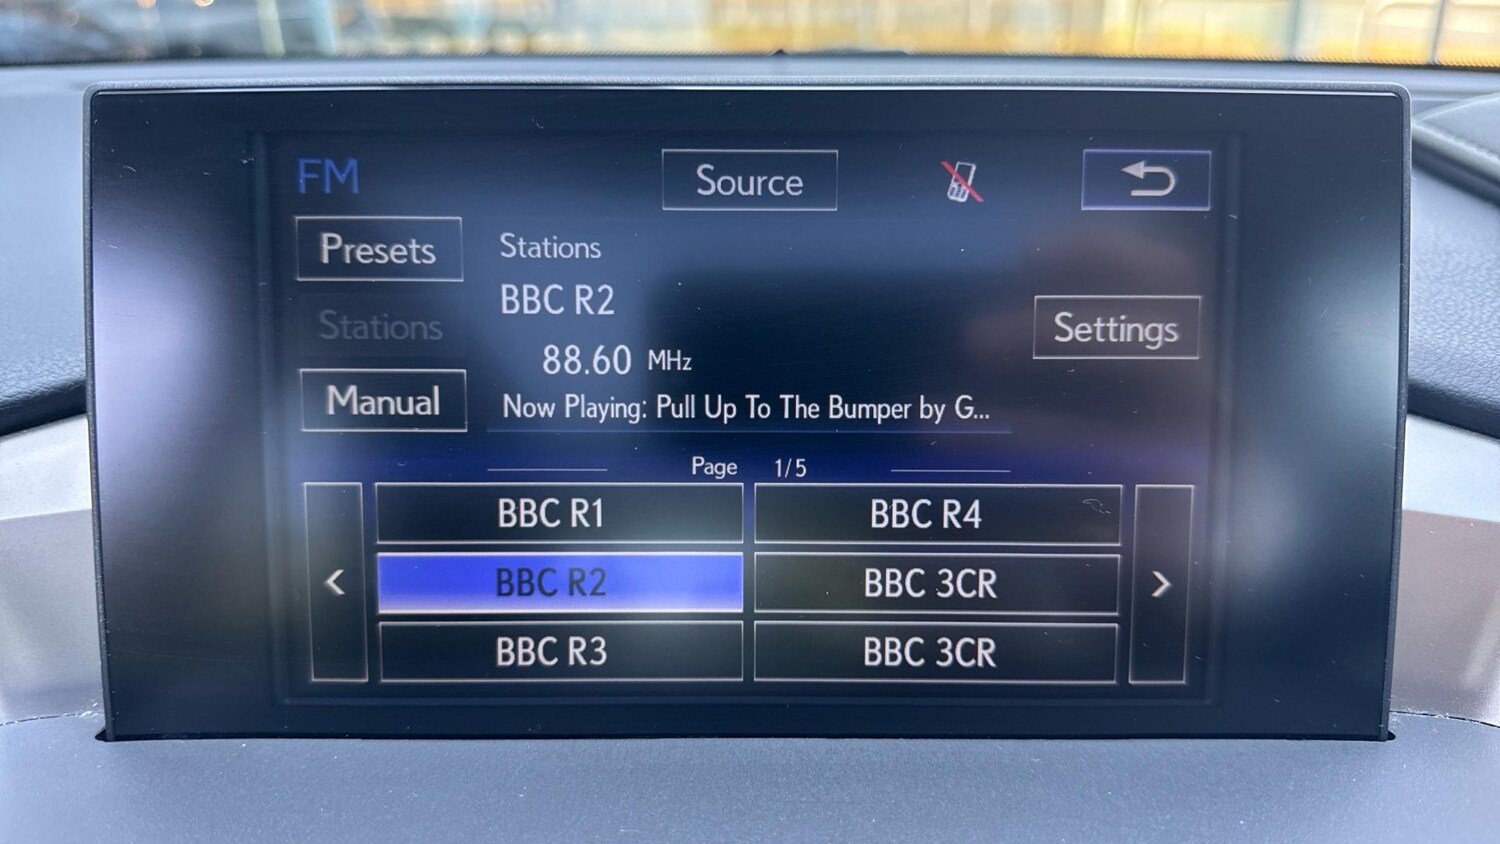 FM
Source
Presets
Stations
BBC R2
Stations
88.60 MHz
Settings
Manual
Now Playing: Pull Up To The Bumper by G...
Page 1/5
BBC R1
BBC R4
BBC R2
BBC 3CR
BBC R3
BBC 3CR